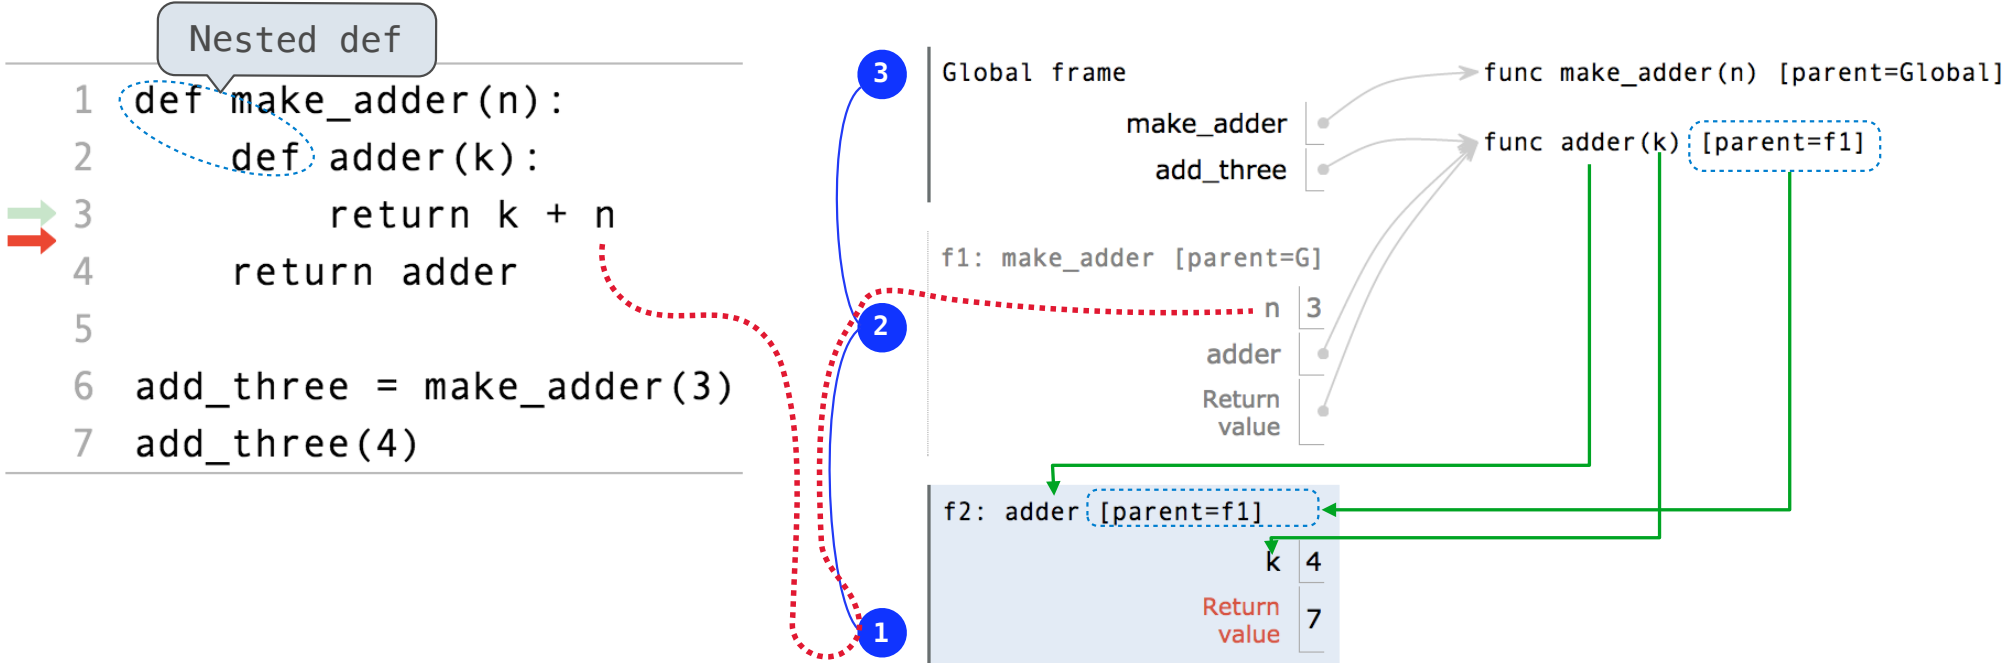 Nested def
1 def make_adder(n):
2 def adder(k):
3 return k + n
4 return adder
5
6 add_three = make_adder(3)
7 add_three(4)
3
2
1
Global frame
make_adder
add_three
func make_adder(n) [parent=Global]
func adder(k) [parent=f1]
f1: make_adder [parent=G]
n 3
adder
Return
value
f2: adder [parent=f1]
k 4
Return
value 7